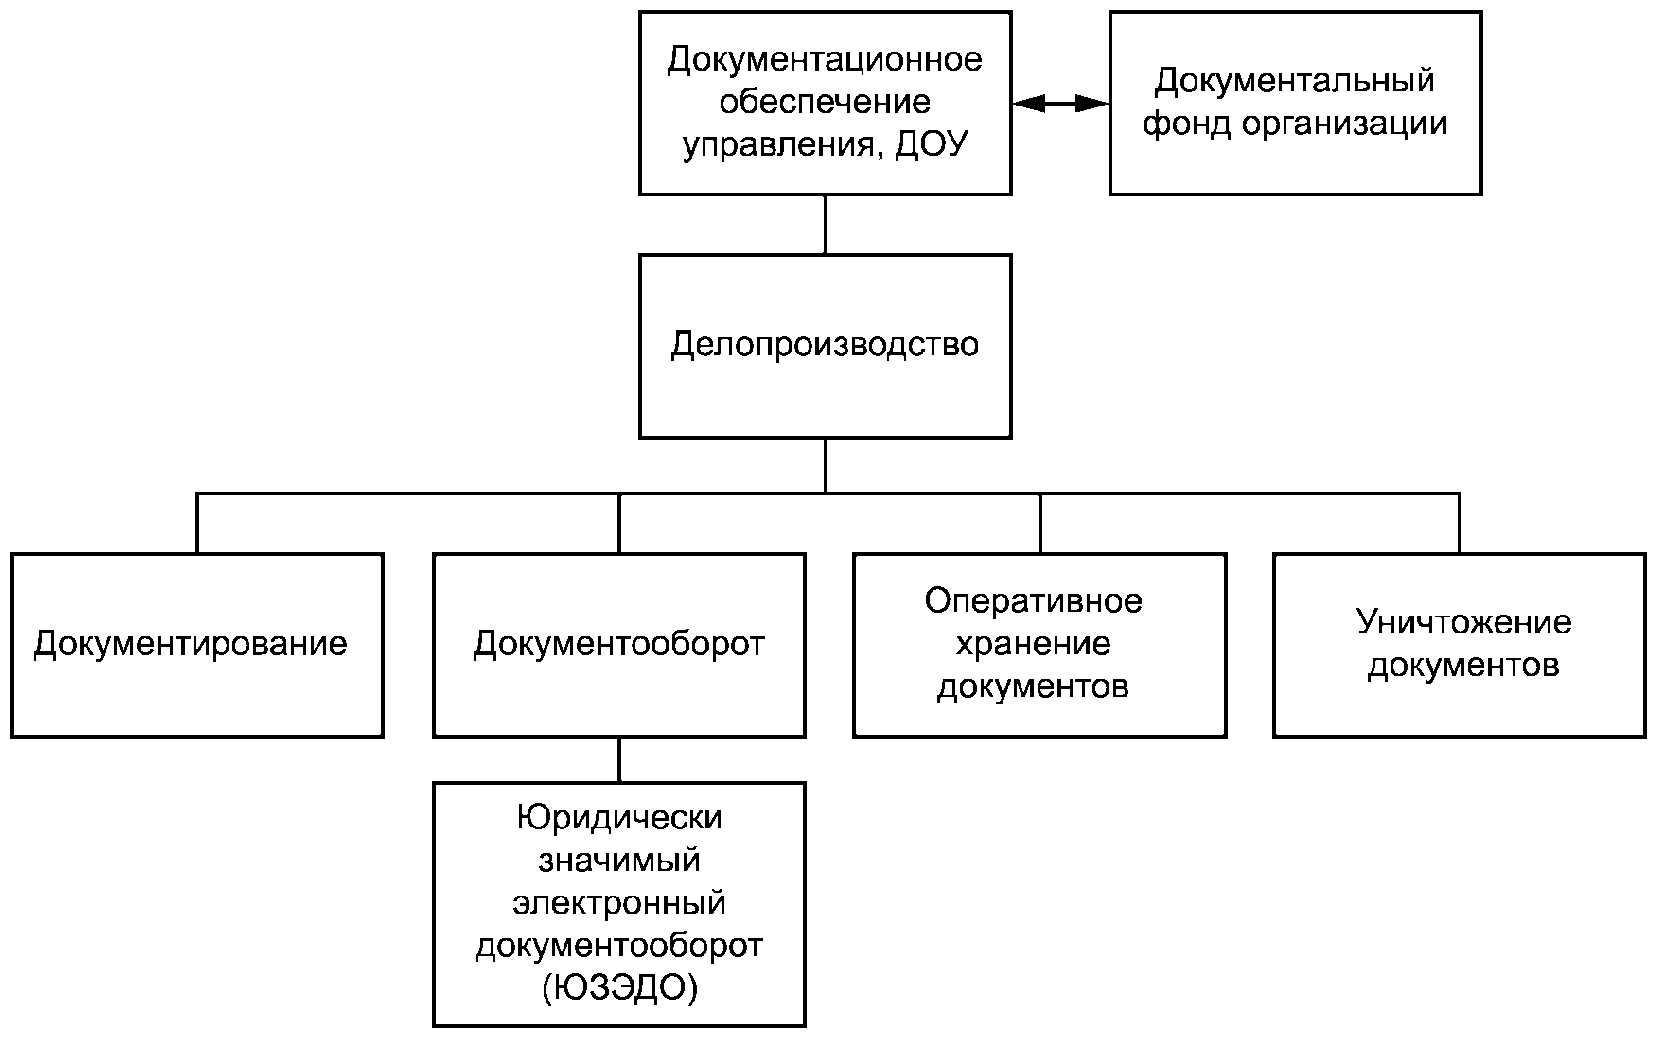 Документационное
обеспечение
управления, ДОУ
Документальный
фонд организации
Делопроизводство
Документирование
Документооборот
Оперативное
хранение
документов
Уничтожение
документов
Юридически
значимый
электронный
документооборот
(ЮЗЭДО)